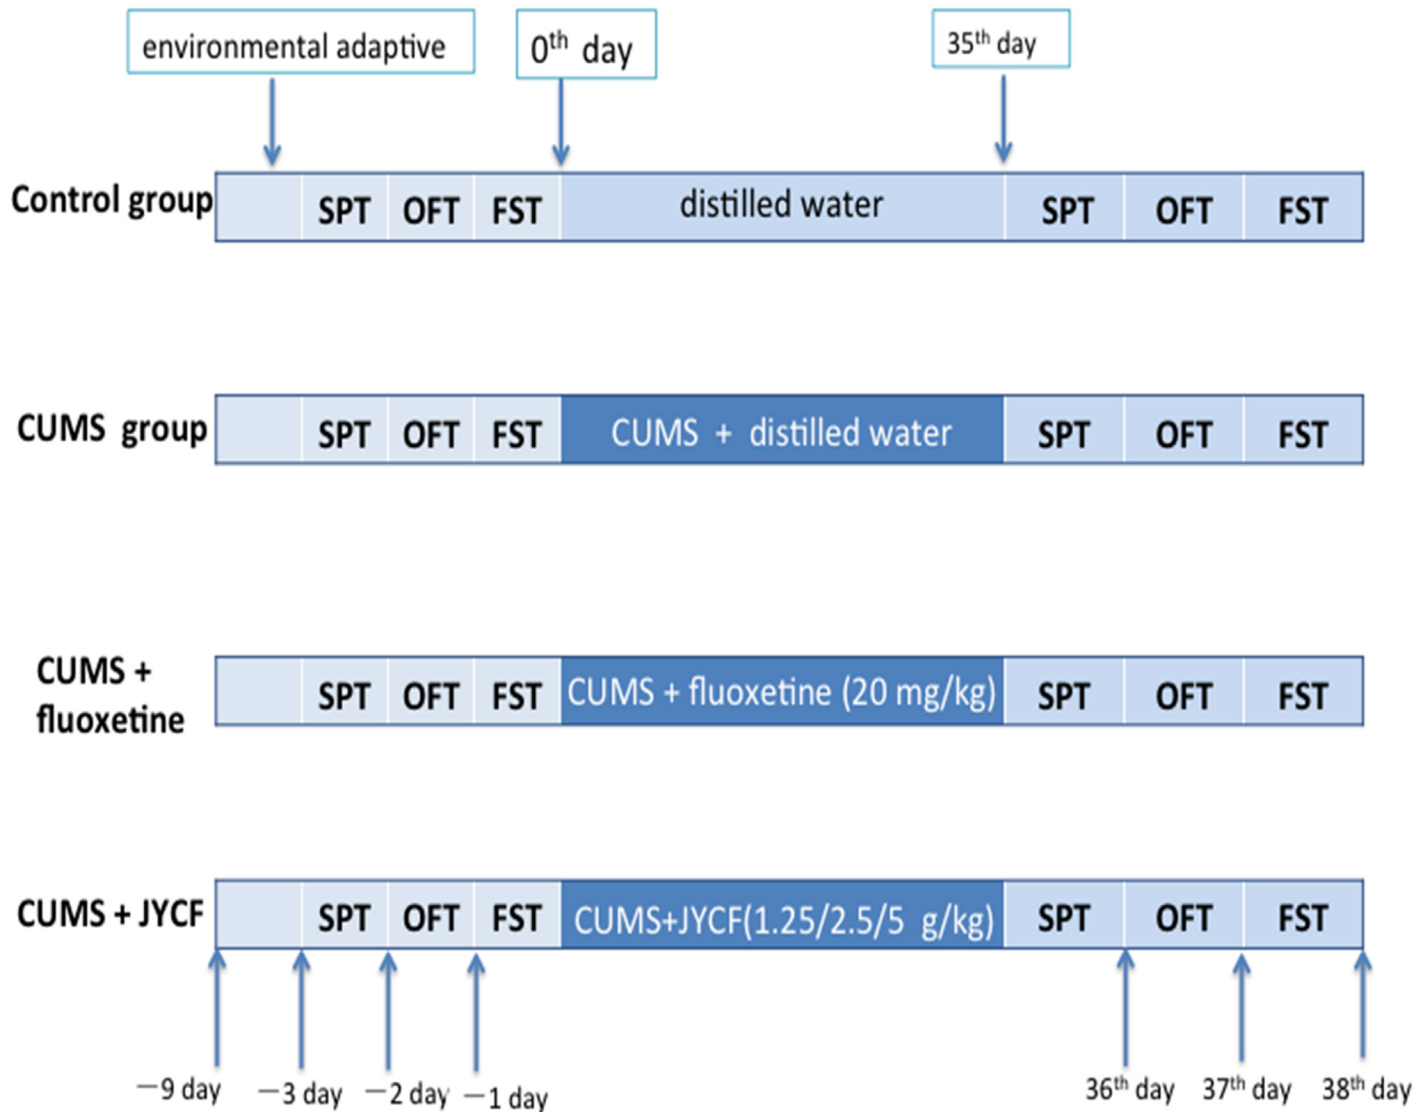 environmental adaptive
0th day
35th day
Control group
SPT OFT FST distilled water SPT OFT FST
CUMS group
SPT OFT FST CUMS + distilled water SPT OFT FST
CUMS +
fluoxetine
SPT OFT FST CUMS + fluoxetine (20 mg/kg) SPT OFT FST
CUMS + JYCF
SPT OFT FST CUMS+JYCF(1.25/2.5/5 g/kg) SPT OFT FST
—9 day
—3 day
—2 day
—1 day
36th day
37th day
38th day